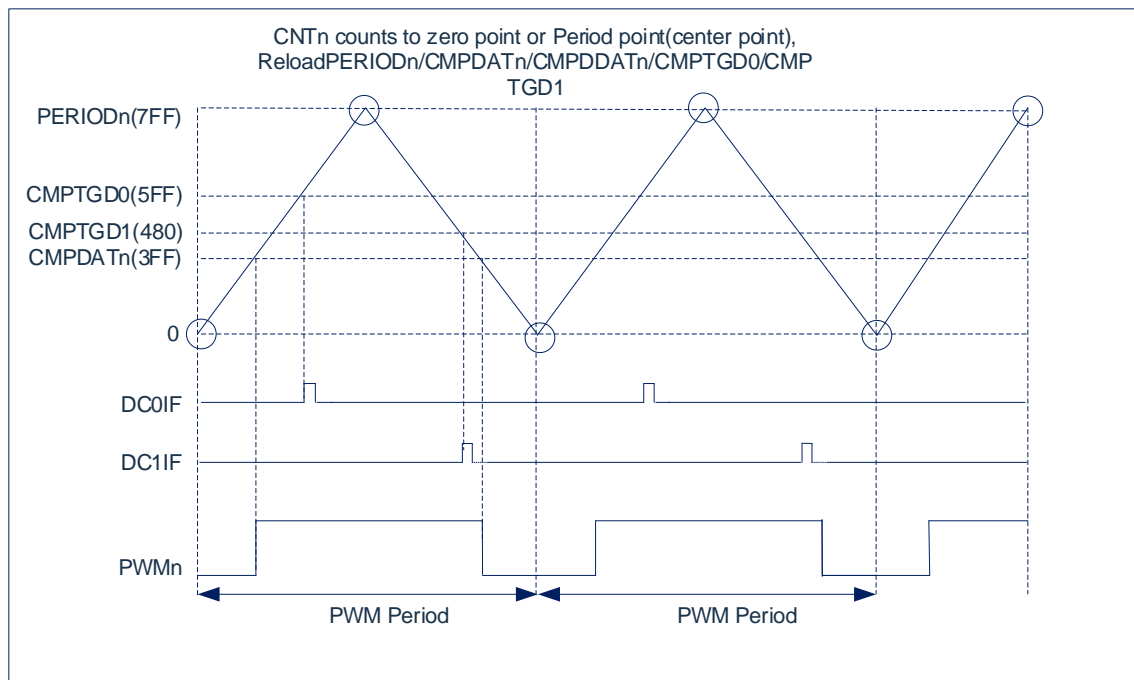 CNTn counts to zero point or Period point(center point),
ReloadPERIODn/CMPDATn/CMPDDATn/CMPTGD0/CMP
TGD1
PERIODn(7FF)
CMPTGD0(5FF)
CMPTGD1(480)
CMPDATn(3FF)
0
DC0IF
DC1IF
PWMn
PWM Period
PWM Period